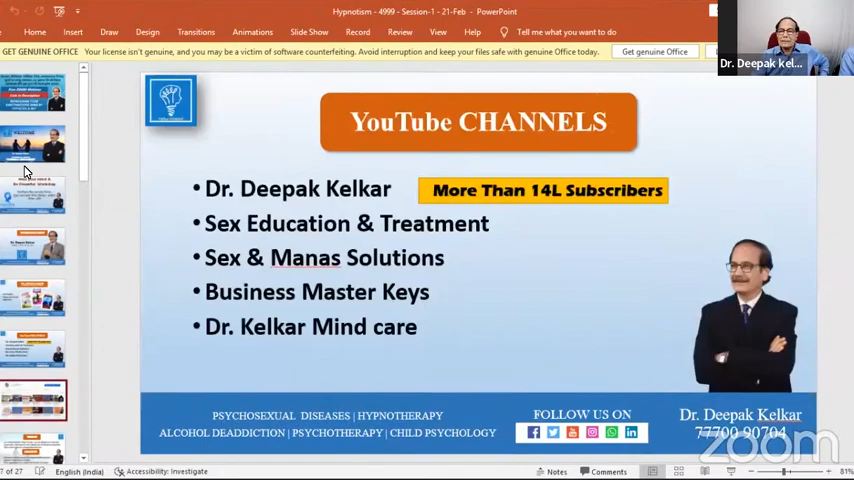 Hypnotism - 4999 - Session-1 - 21-Feb - PowerPoint
Home Insert Draw Design Transitions Animations Slide Show Record Review View Help Tell me what you want to do
GET GENUINE OFFICE Your license isn't genuine, and you may be a victim of software counterfeiting. Avoid interruption and keep your files safe with genuine Office today. Get genuine Office
Dr. Deepak kel...
YouTube CHANNELS
• Dr. Deepak Kelkar More Than 14L Subscribers
• Sex Education & Treatment
• Sex & Manas Solutions
• Business Master Keys
• Dr. Kelkar Mind care
PSYCHOSEXUAL DISEASES | HYPNOTHERAPY
ALCOHOL DEADDICTION | PSYCHOTHERAPY | CHILD PSYCHOLOGY
FOLLOW US ON
Dr. Deepak Kelkar
77700 90704
zoom
7 of 27 English (India) Accessibility: Investigate Notes Comments 81%